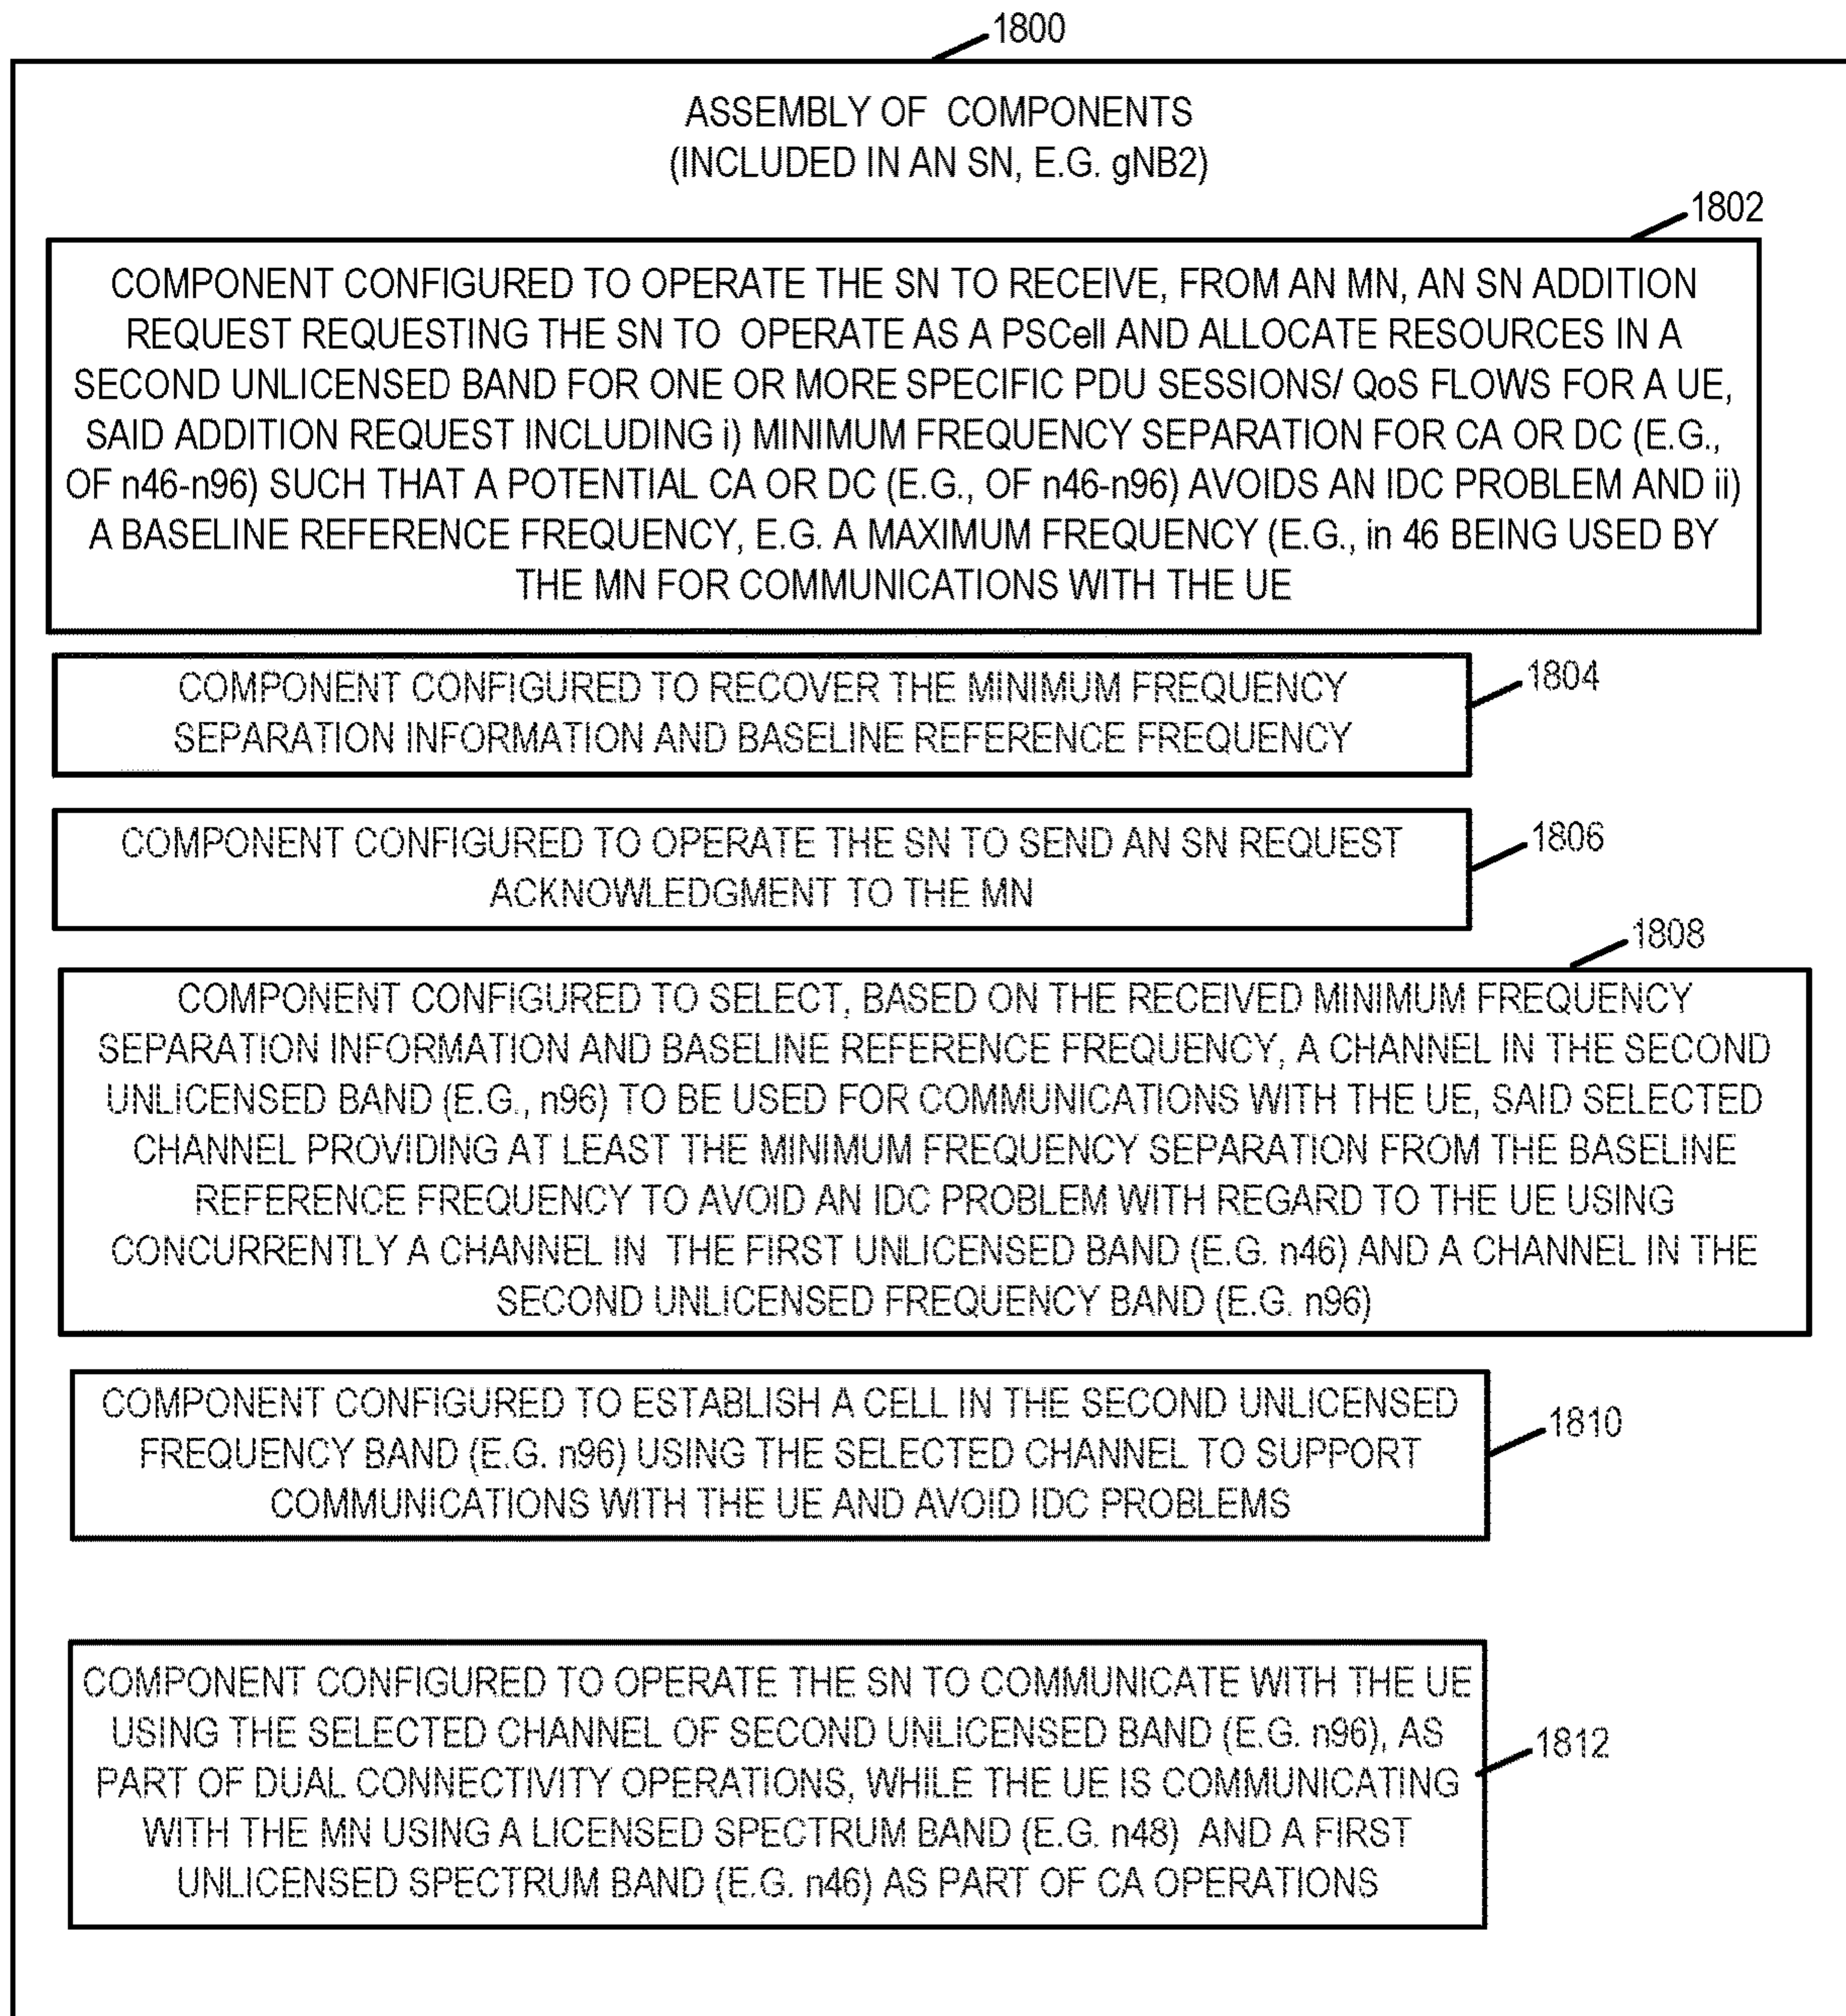 1800
ASSEMBLY OF COMPONENTS
(INCLUDED IN AN SN, E.G. gNB2)
1802
COMPONENT CONFIGURED TO OPERATE THE SN TO RECEIVE, FROM AN MN, AN SN ADDITION
REQUEST REQUESTING THE SN TO OPERATE AS A PSCell AND ALLOCATE RESOURCES IN A
SECOND UNLICENSED BAND FOR ONE OR MORE SPECIFIC PDU SESSIONS/ QoS FLOWS FOR A UE,
SAID ADDITION REQUEST INCLUDING i) MINIMUM FREQUENCY SEPARATION FOR CA OR DC (E.G.,
OF n46-n96) SUCH THAT A POTENTIAL CA OR DC (E.G., OF n46-n96) AVOIDS AN IDC PROBLEM AND ii)
A BASELINE REFERENCE FREQUENCY, E.G. A MAXIMUM FREQUENCY (E.G., in 46 BEING USED BY
THE MN FOR COMMUNICATIONS WITH THE UE
COMPONENT CONFIGURED TO RECOVER THE MINIMUM FREQUENCY
SEPARATION INFORMATION AND BASELINE REFERENCE FREQUENCY
1804
COMPONENT CONFIGURED TO OPERATE THE SN TO SEND AN SN REQUEST
ACKNOWLEDGMENT TO THE MN
1806
1808
COMPONENT CONFIGURED TO SELECT, BASED ON THE RECEIVED MINIMUM FREQUENCY
SEPARATION INFORMATION AND BASELINE REFERENCE FREQUENCY, A CHANNEL IN THE SECOND
UNLICENSED BAND (E.G., n96) TO BE USED FOR COMMUNICATIONS WITH THE UE, SAID SELECTED
CHANNEL PROVIDING AT LEAST THE MINIMUM FREQUENCY SEPARATION FROM THE BASELINE
REFERENCE FREQUENCY TO AVOID AN IDC PROBLEM WITH REGARD TO THE UE USING
CONCURRENTLY A CHANNEL IN THE FIRST UNLICENSED BAND (E.G. n46) AND A CHANNEL IN THE
SECOND UNLICENSED FREQUENCY BAND (E.G. n96)
COMPONENT CONFIGURED TO ESTABLISH A CELL IN THE SECOND UNLICENSED
FREQUENCY BAND (E.G. n96) USING THE SELECTED CHANNEL TO SUPPORT
COMMUNICATIONS WITH THE UE AND AVOID IDC PROBLEMS
1810
COMPONENT CONFIGURED TO OPERATE THE SN TO COMMUNICATE WITH THE UE
USING THE SELECTED CHANNEL OF SECOND UNLICENSED BAND (E.G. n96), AS
PART OF DUAL CONNECTIVITY OPERATIONS, WHILE THE UE IS COMMUNICATING
WITH THE MN USING A LICENSED SPECTRUM BAND (E.G. n48) AND A FIRST
UNLICENSED SPECTRUM BAND (E.G. n46) AS PART OF CA OPERATIONS
1812